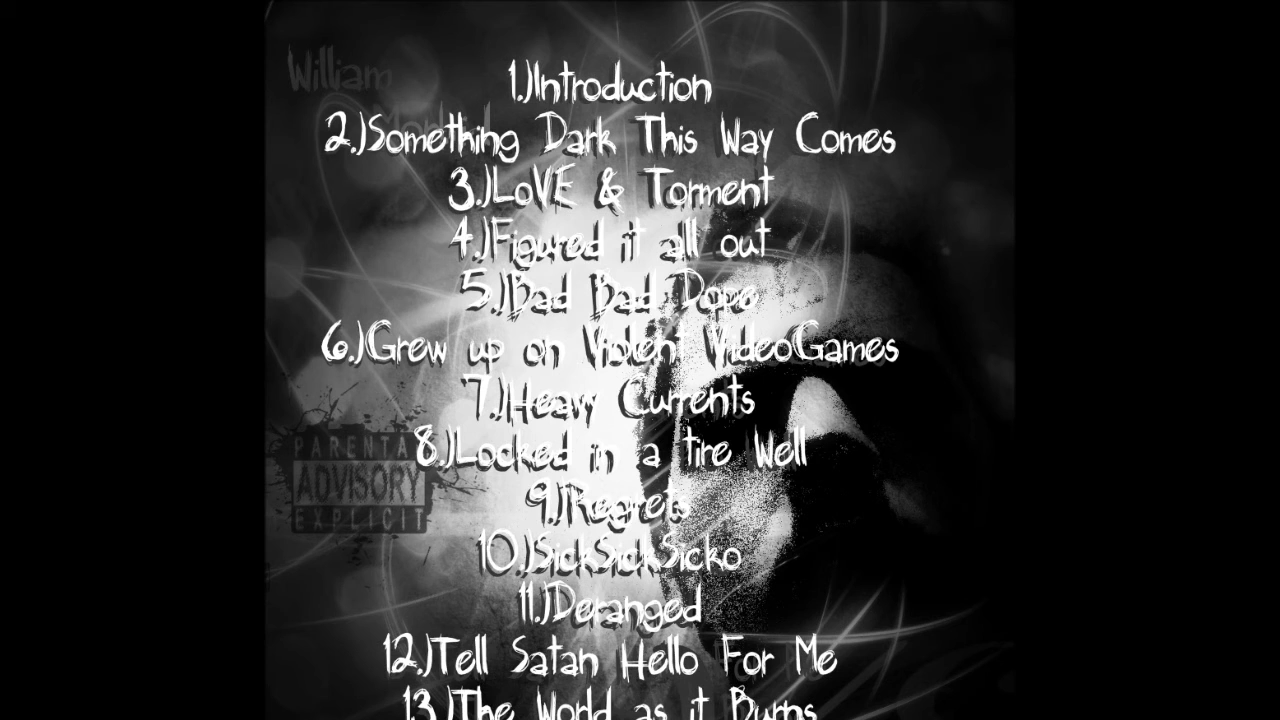 William
1.)Introduction
2.)Something Dark This Way Comes
3.)LoVE & Torment
4.)Figured it all out
5.)Bad Bad Dope
6.)Grew up on Violent VideoGames
7.)Heavy Currents
8.)Locked in a tire Well
PARENTA
ADVISORY
EXPLICIT
9.)Regrets
10.)SickSickSicko
11.)Deranged
12.)Tell Satan Hello For Me
13.)The World as it Burns